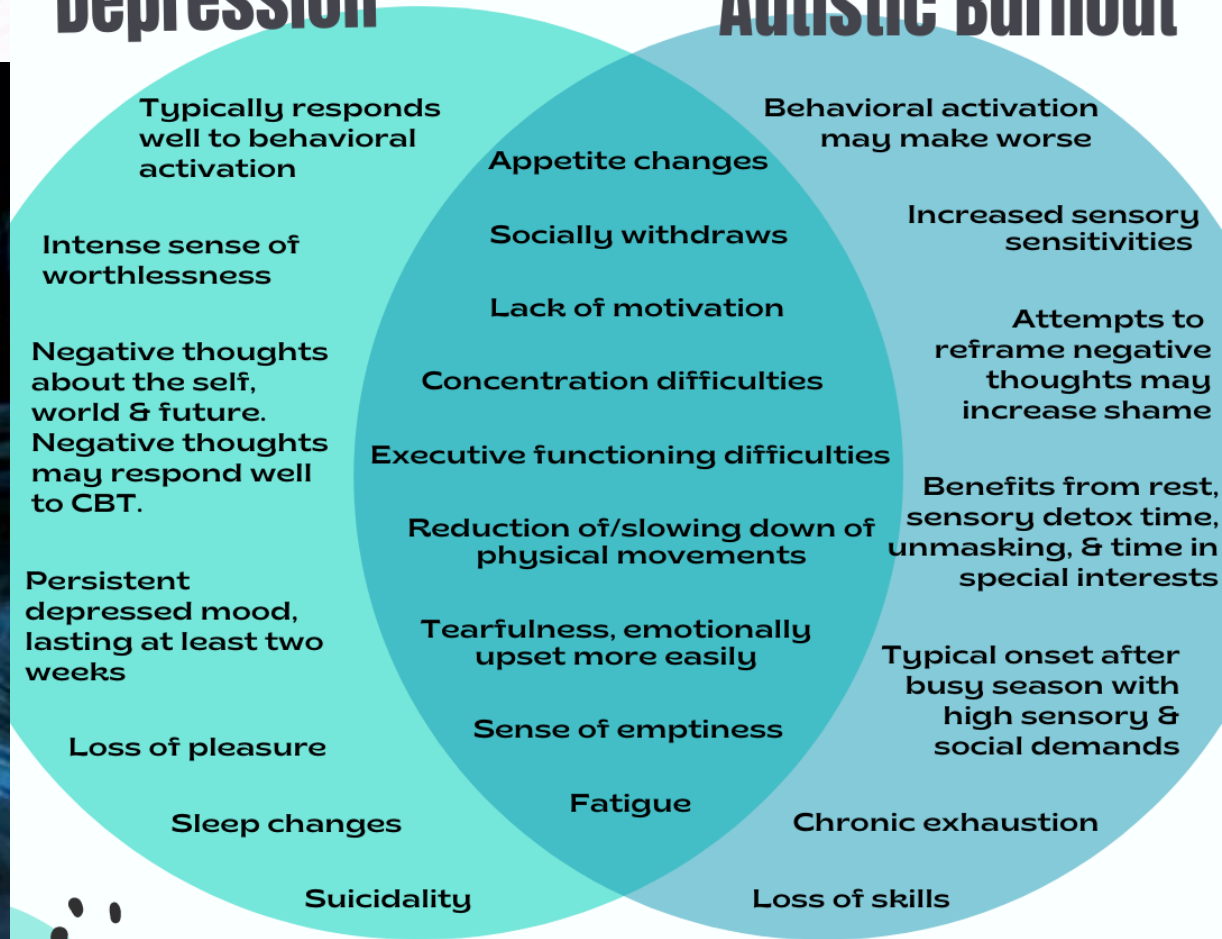 Depression
Autistic Burnout
Typically responds
well to behavioral
activation
Intense sense of
worthlessness
Negative thoughts
about the self,
world & future.
Negative thoughts
may respond well
to CBT.
Persistent
depressed mood,
lasting at least two
weeks
Loss of pleasure
Sleep changes
Suicidality
Appetite changes
Socially withdraws
Lack of motivation
Concentration difficulties
Executive functioning difficulties
Reduction of/slowing down of
physical movements
Tearfulness, emotionally
upset more easily
Sense of emptiness
Fatigue
Behavioral activation
may make worse
Increased sensory
sensitivities
Attempts to
reframe negative
thoughts may
increase shame
Benefits from rest,
sensory detox time,
unmasking, & time in
special interests
Typical onset after
busy season with
high sensory &
social demands
Chronic exhaustion
Loss of skills